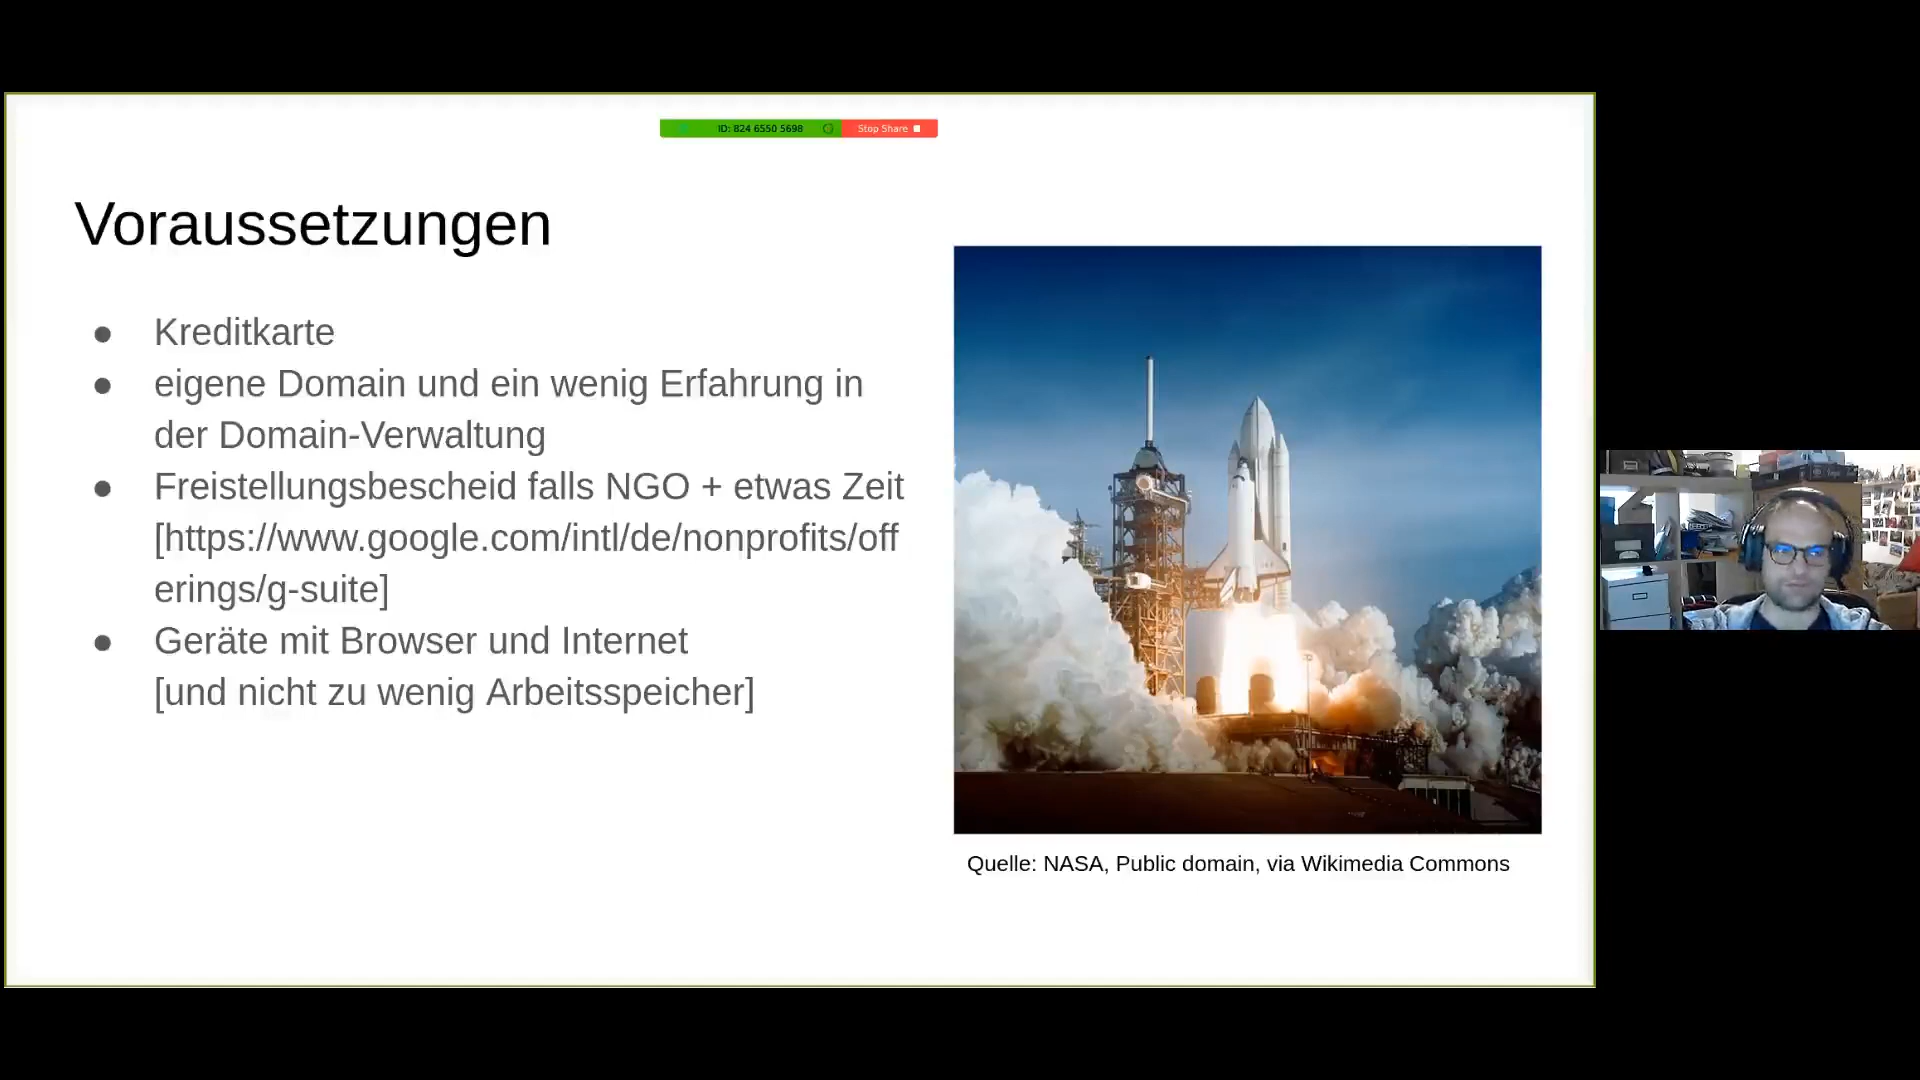 ID: 824 6550 5698
Stop Share
Voraussetzungen
● Kreditkarte
● eigene Domain und ein wenig Erfahrung in
der Domain-Verwaltung
● Freistellungsbescheid falls NGO + etwas Zeit
[https://www.google.com/intl/de/nonprofits/off
erings/g-suite]
● Geräte mit Browser und Internet
[und nicht zu wenig Arbeitsspeicher]
Quelle: NASA, Public domain, via Wikimedia Commons